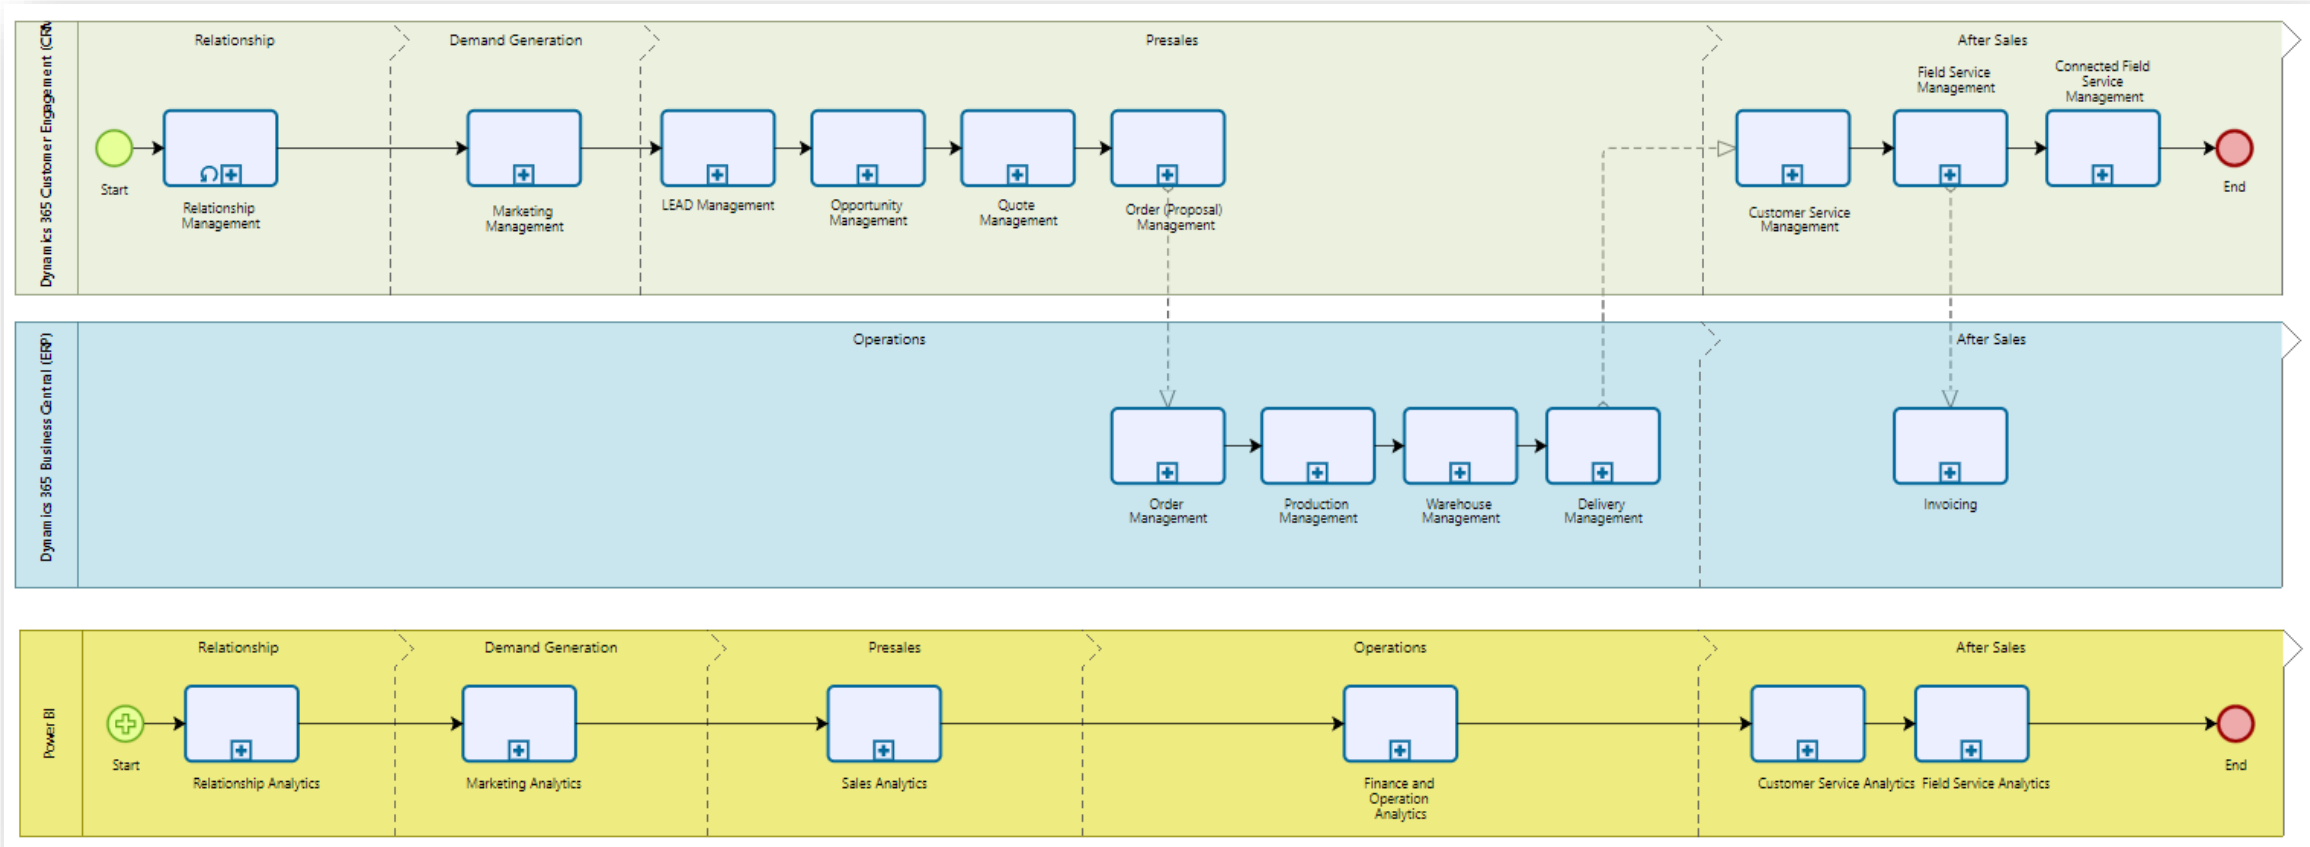 Dynamics 365 Customer Engagement (CRM
Relationship
Demand Generation
Presales
After Sales
Start
Relationship
Management
Marketing
Management
LEAD Management
Opportunity
Management
Quote
Management
Order (Proposal)
Management
Customer Service
Management
Field Service
Management
Connected Field
Service
Management
End
Dynamics 365 Business Central (ERP)
Operations
After Sales
Order
Management
Production
Management
Warehouse
Management
Delivery
Management
Invoicing
Power BI
Relationship
Demand Generation
Presales
Operations
After Sales
Start
Relationship Analytics
Marketing Analytics
Sales Analytics
Finance and
Operation
Analytics
Customer Service Analytics
Field Service Analytics
End